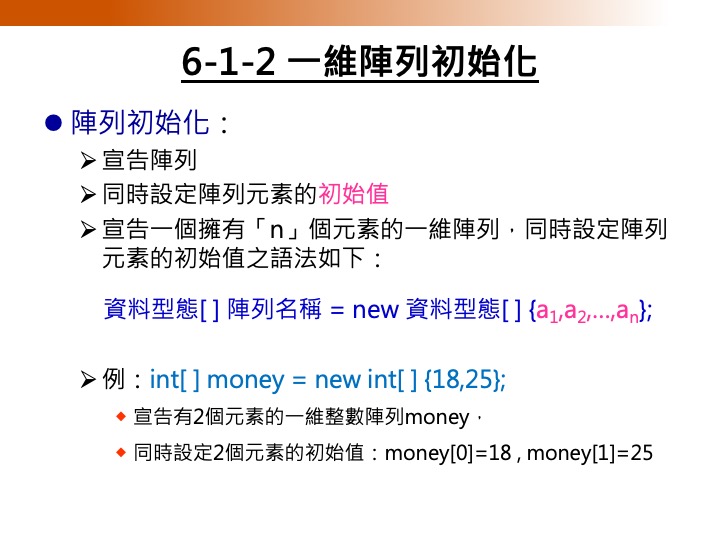 6-1-2 一維陣列初始化
陣列初始化：
宣告陣列
同時設定陣列元素的初始值
宣告一個擁有「n」個元素的一維陣列，同時設定陣列
元素的初始值之語法如下：
資料型態[ ] 陣列名稱 = new 資料型態[ ] {a₁,a₂,…,aₙ};
例：int[ ] money = new int[ ] {18,25};
宣告有2個元素的一維整數陣列money，
同時設定2個元素的初始值：money[0]=18 , money[1]=25